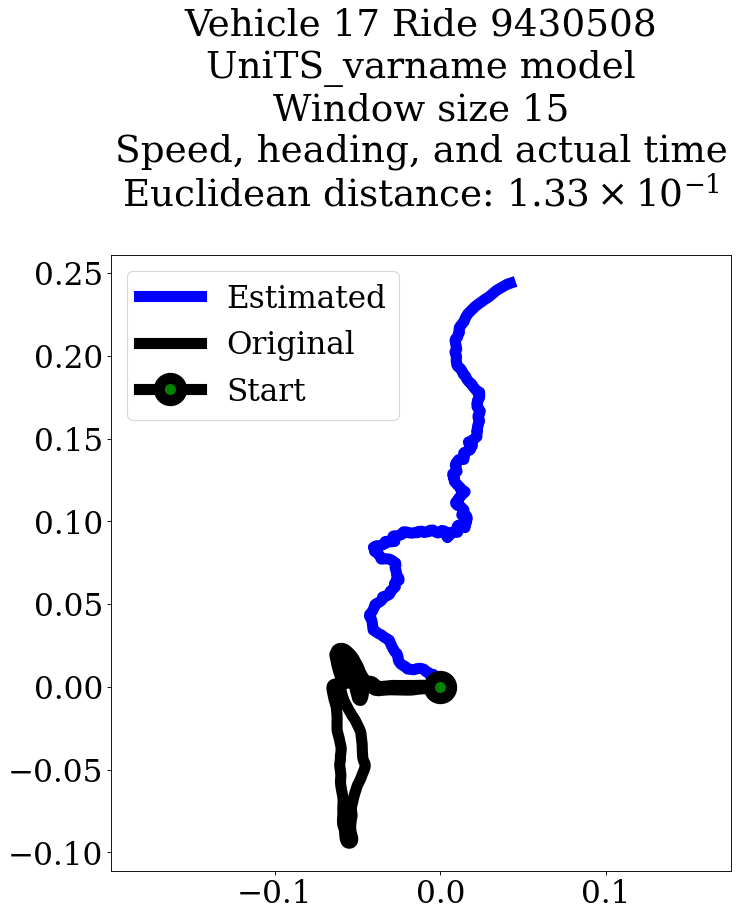 Vehicle 17 Ride 9430508
UniTS_varname model
Window size 15
Speed, heading, and actual time
Euclidean distance: 1.33 × 10⁻¹
Estimated
Original
Start
0.25
0.20
0.15
0.10
0.05
0.00
−0.05
−0.10
−0.1 0.0 0.1